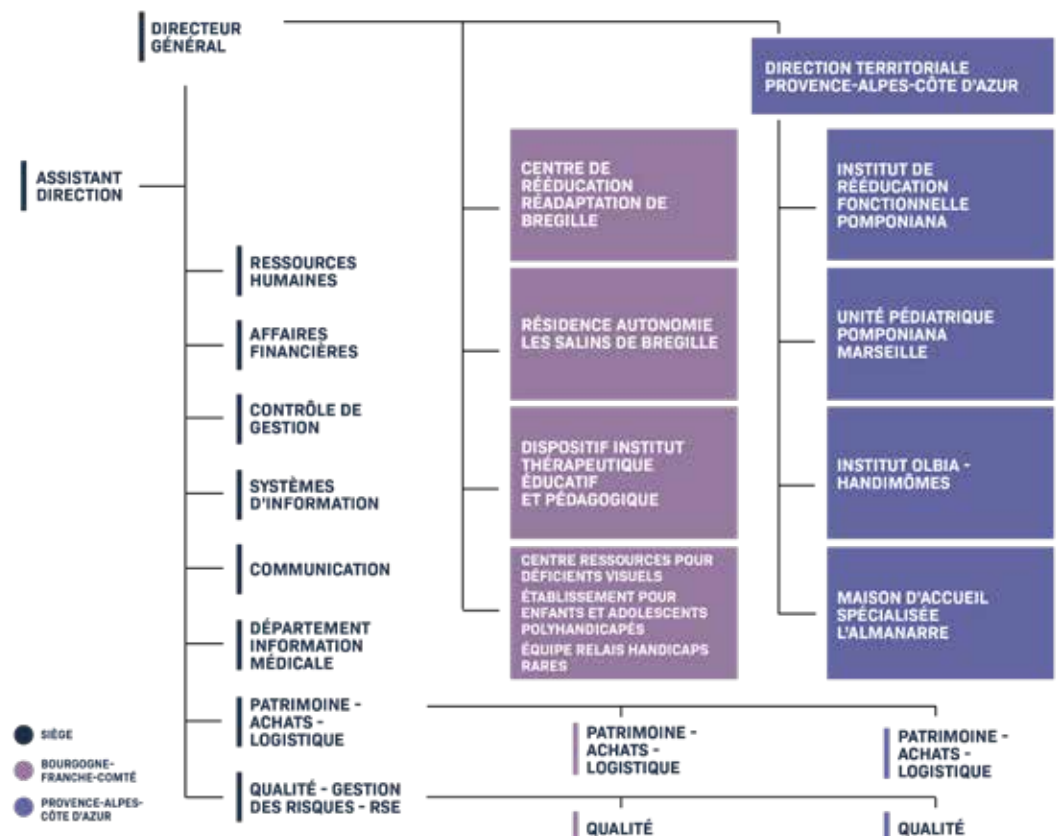 DIRECTEUR
GÉNÉRAL
DIRECTION TERRITORIALE
PROVENCE-ALPES-CÔTE D'AZUR
ASSISTANT
DIRECTION
RESSOURCES
HUMAINES
AFFAIRES
FINANCIÈRES
CONTRÔLE DE
GESTION
SYSTÈMES
D'INFORMATION
COMMUNICATION
DÉPARTEMENT
INFORMATION
MÉDICALE
PATRIMOINE -
ACHATS -
LOGISTIQUE
QUALITÉ - GESTION
DES RISQUES - RSE
CENTRE DE
RÉÉDUCATION
RÉADAPTATION DE
BREGILLE
RÉSIDENCE AUTONOMIE
LES SALINS DE BREGILLE
DISPOSITIF INSTITUT
THÉRAPEUTIQUE
ÉDUCATIF
ET PÉDAGOGIQUE
CENTRE RESSOURCES POUR
DÉFICIENTS VISUELS
ÉTABLISSEMENT POUR
ENFANTS ET ADOLESCENTS
POLYHANDICAPÉS
ÉQUIPE RELAIS HANDICAPS
RARES
PATRIMOINE -
ACHATS -
LOGISTIQUE
QUALITÉ
INSTITUT DE
RÉÉDUCATION
FONCTIONNELLE
POMPONIANA
UNITÉ PÉDIATRIQUE
POMPONIANA
MARSEILLE
INSTITUT OLBIA -
HANDIMÔMES
MAISON D'ACCUEIL
SPÉCIALISÉE
L'ALMANARRE
PATRIMOINE -
ACHATS -
LOGISTIQUE
QUALITÉ
SIÈGE
BOURGOGNE-
FRANCHE-COMTÉ
PROVENCE-ALPES-
CÔTE D'AZUR